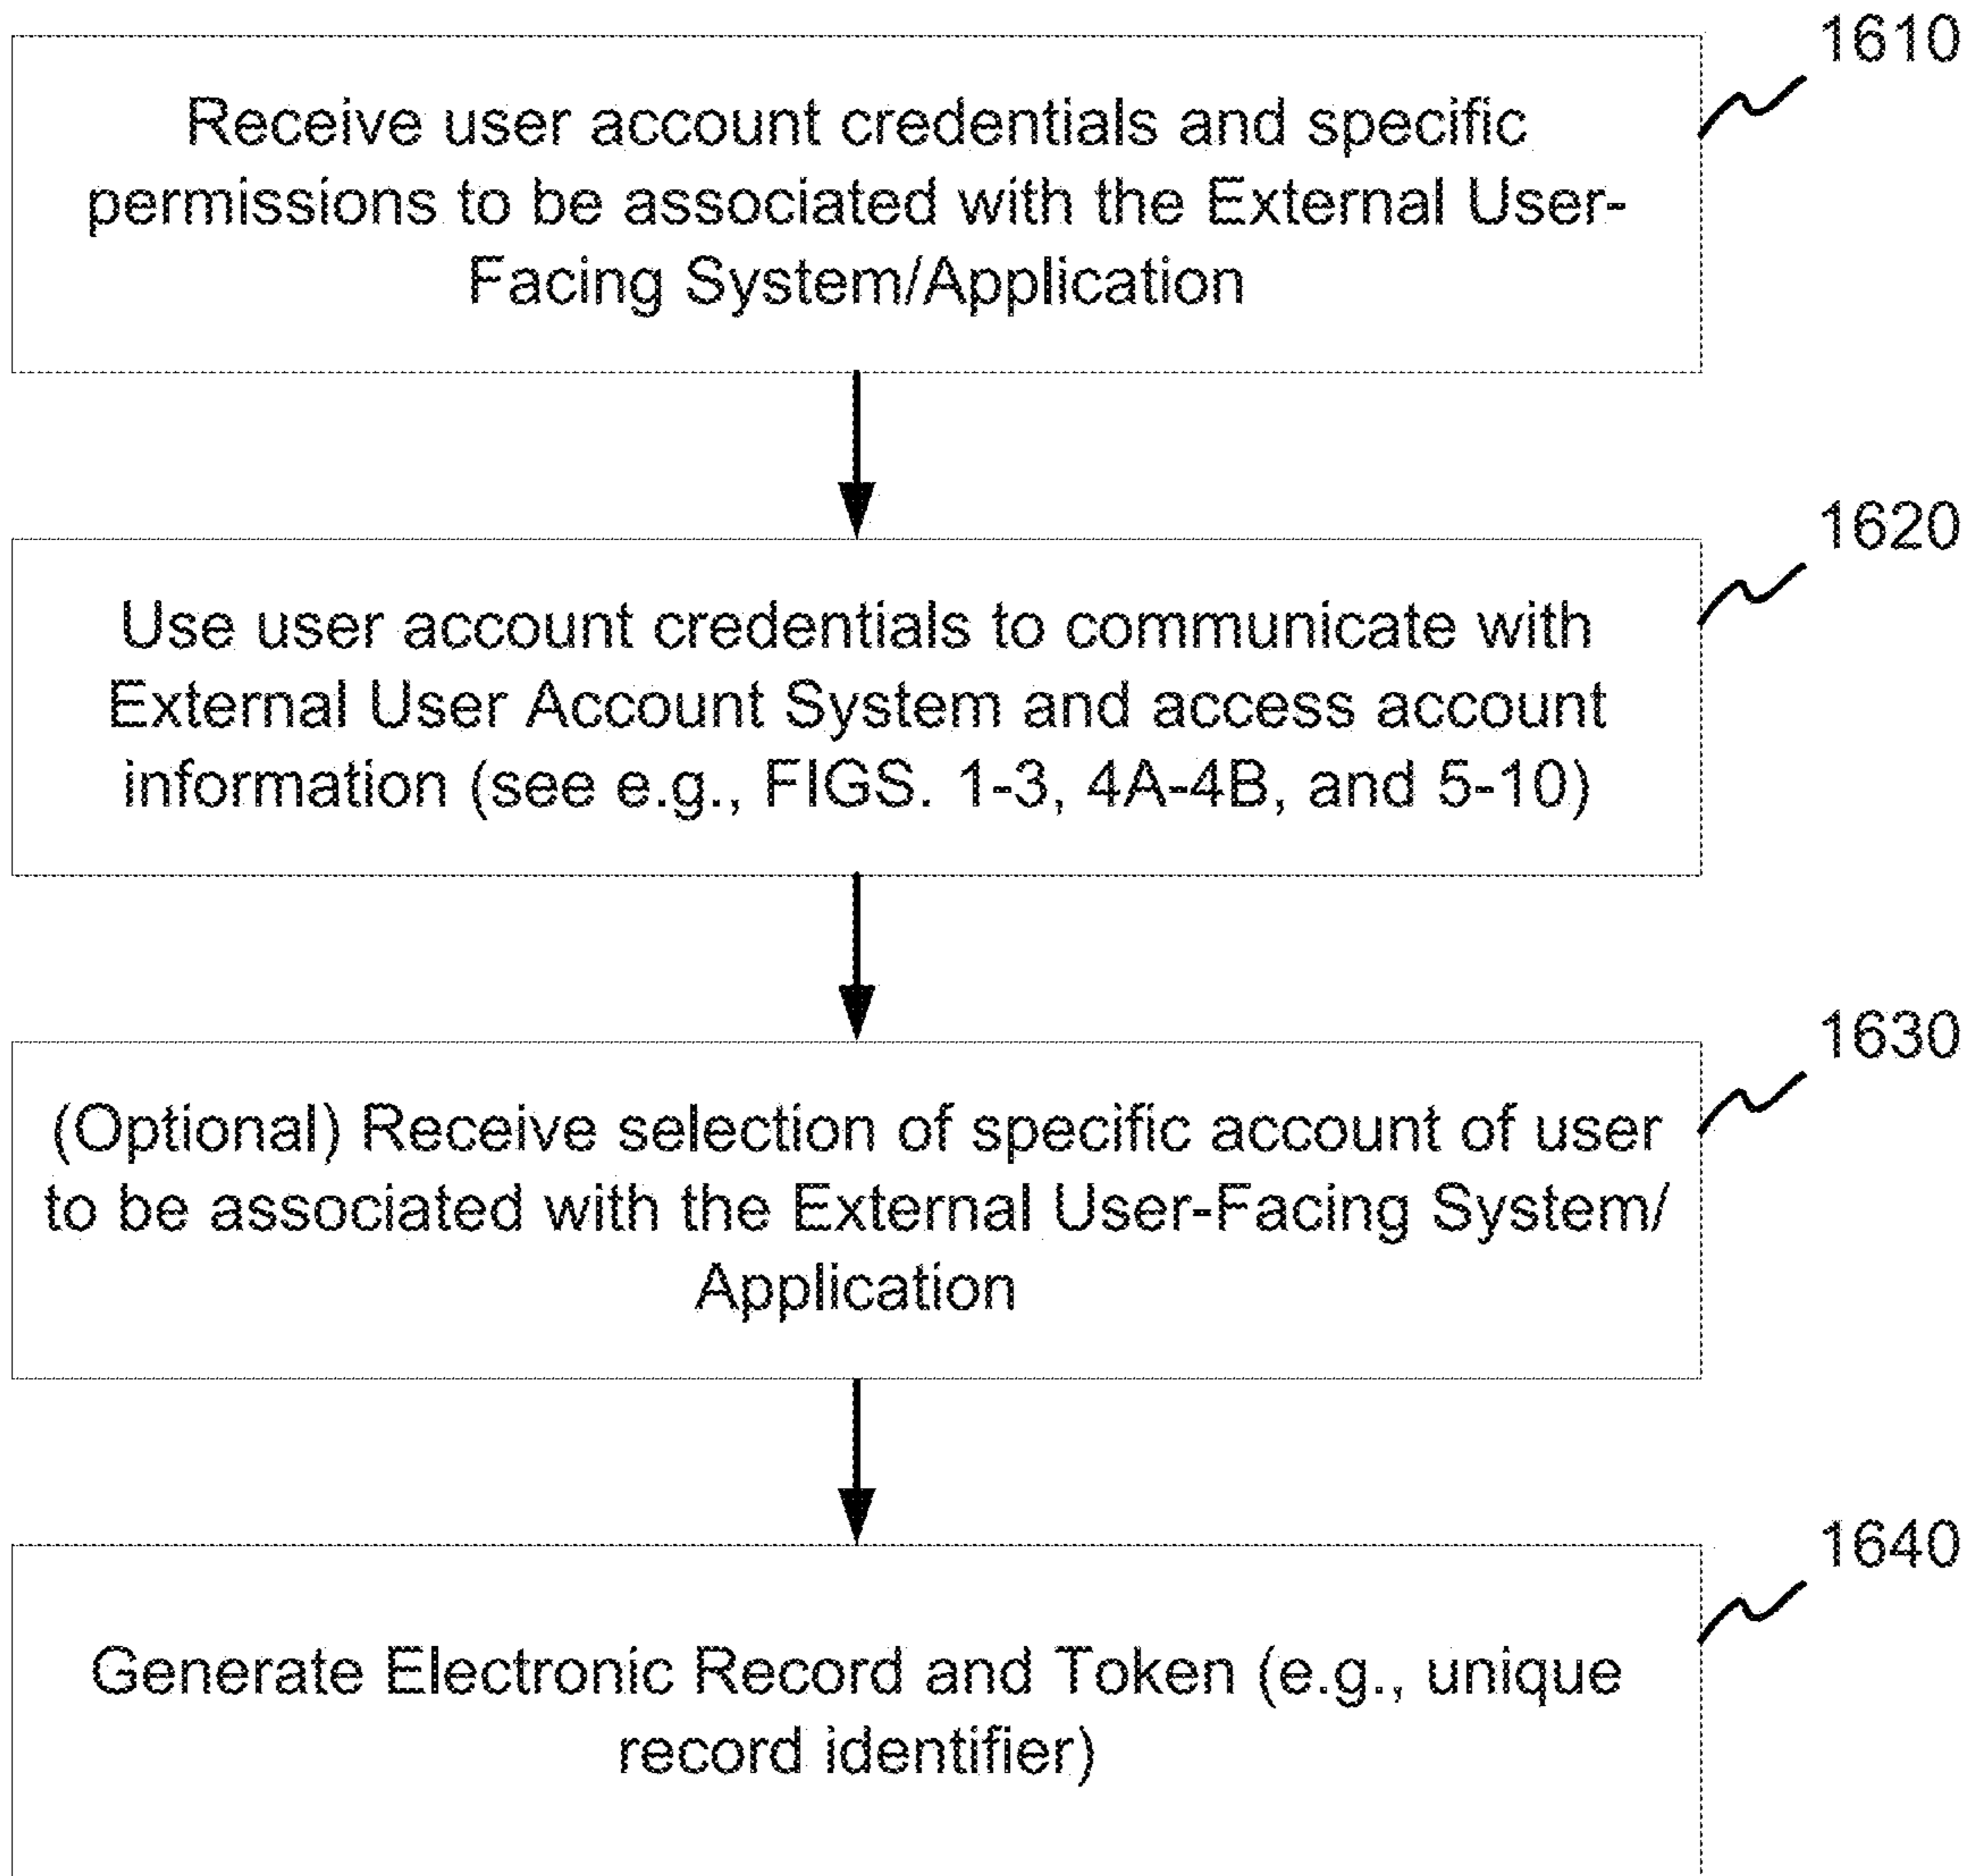 1610
Receive user account credentials and specific
permissions to be associated with the External User-
Facing System/Application
1620
Use user account credentials to communicate with
External User Account System and access account
information (see e.g., FIGS. 1-3, 4A-4B, and 5-10)
1630
(Optional) Receive selection of specific account of user
to be associated with the External User-Facing System/
Application
1640
Generate Electronic Record and Token (e.g., unique
record identifier)